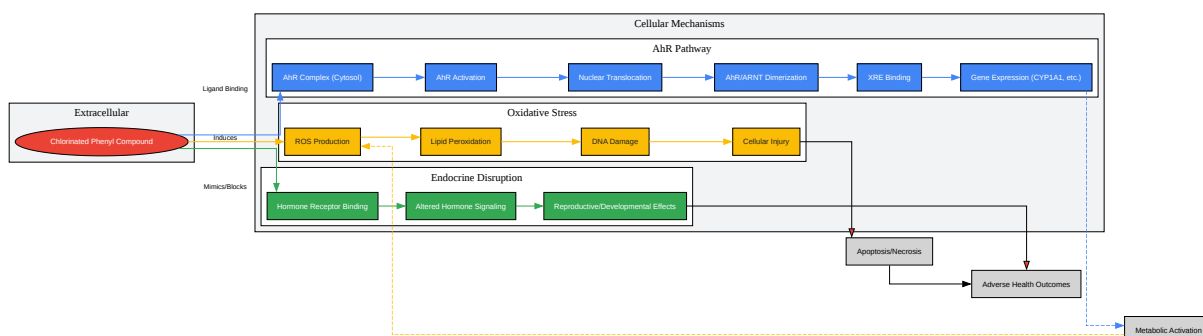 Cellular Mechanisms
AhR Pathway
AhR Complex (Cytosol)
AhR Activation
Nuclear Translocation
AhR/ARNT Dimerization
XRE Binding
Gene Expression (CYP1A1, etc.)
Ligand Binding
Extracellular
Chlorinated Phenyl Compound
Induces
Oxidative Stress
ROS Production
Lipid Peroxidation
DNA Damage
Cellular Injury
Mimics/Blocks
Endocrine Disruption
Hormone Receptor Binding
Altered Hormone Signaling
Reproductive/Developmental Effects
Apoptosis/Necrosis
Adverse Health Outcomes
Metabolic Activation